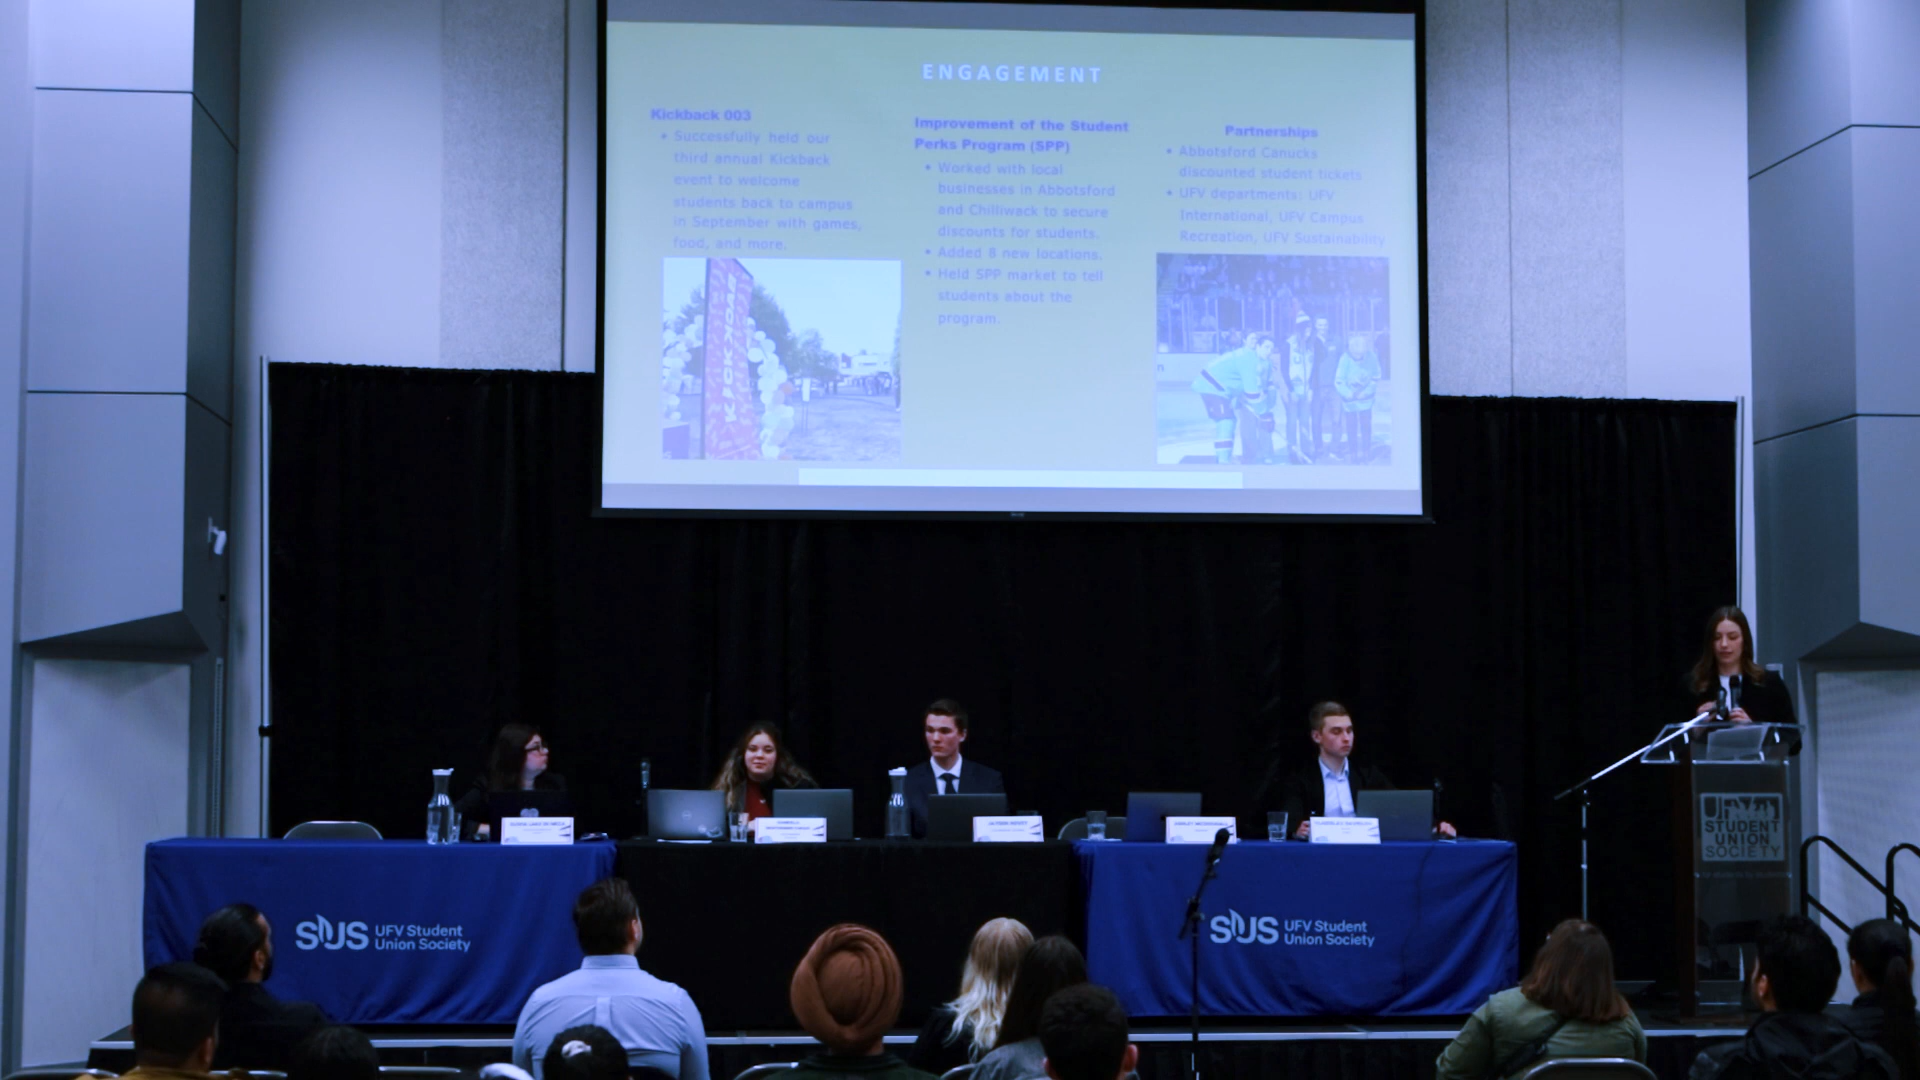 ENGAGEMENT
Kickback 003
• Successfully held our
third annual Kickback
event to welcome
students back to campus
in September with games,
food, and more.
KICKBACK
Improvement of the Student
Perks Program (SPP)
• Worked with local
businesses in Abbotsford
and Chilliwack to secure
discounts for students.
• Added 8 new locations.
• Held SPP market to tell
students about the
program.
Partnerships
• Abbotsford Canucks
discounted student tickets
• UFV departments: UFV
International, UFV Campus
Recreation, UFV Sustainability
SUS UFV Student
Union Society
SUS UFV Student
Union Society
UFV
STUDENT
UNION
SOCIETY